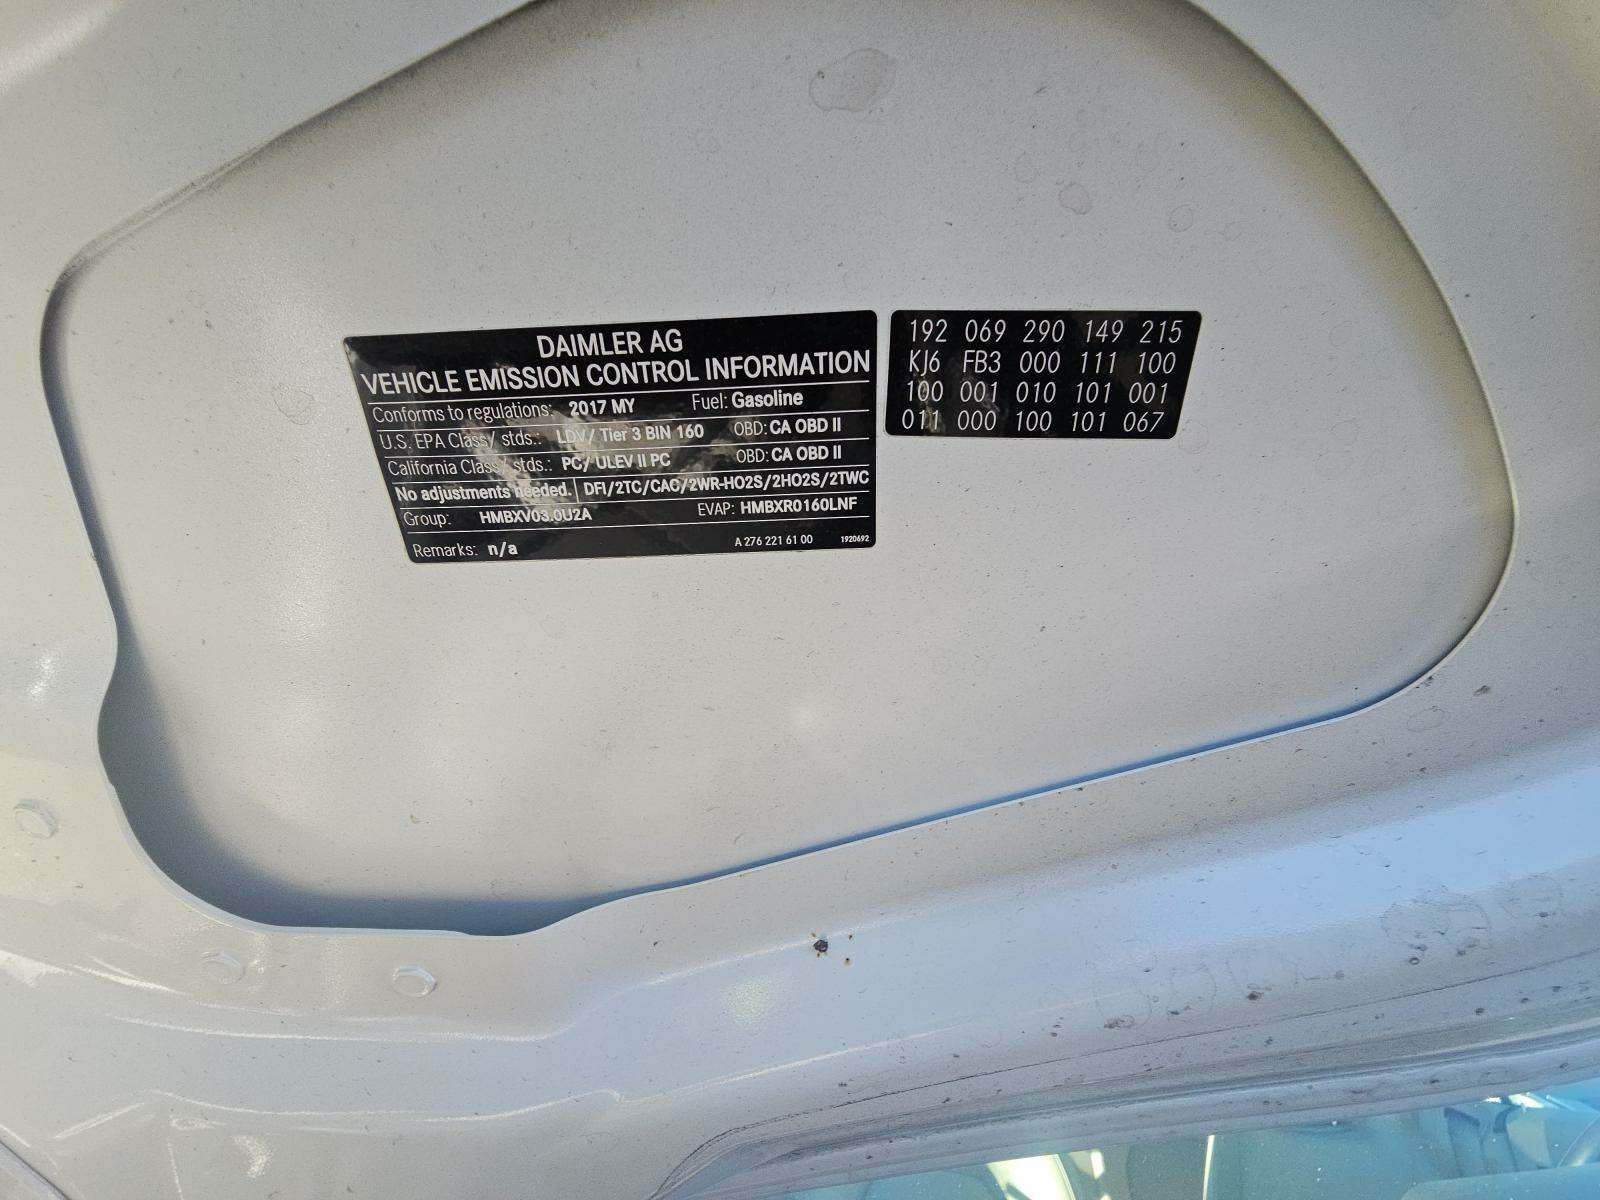 DAIMLER AG
VEHICLE EMISSION CONTROL INFORMATION
Conforms to regulations: 2017 MY Fuel: Gasoline
U.S. EPA Class/ stds.: LDV/ Tier 3 BIN 160 OBD: CA OBD II
California Class/ stds.: PC/ ULEV II PC OBD: CA OBD II
No adjustments needed. DFI/2TC/CAC/2WR-HO2S/2HO2S/2TWC
Group: HMBXV03.0U2A EVAP: HMBXR0160LNF
Remarks: n/a A 276 221 61 00 1920692
192 069 290 149 215
KJ6 FB3 000 111 100
100 001 010 101 001
011 000 100 101 067